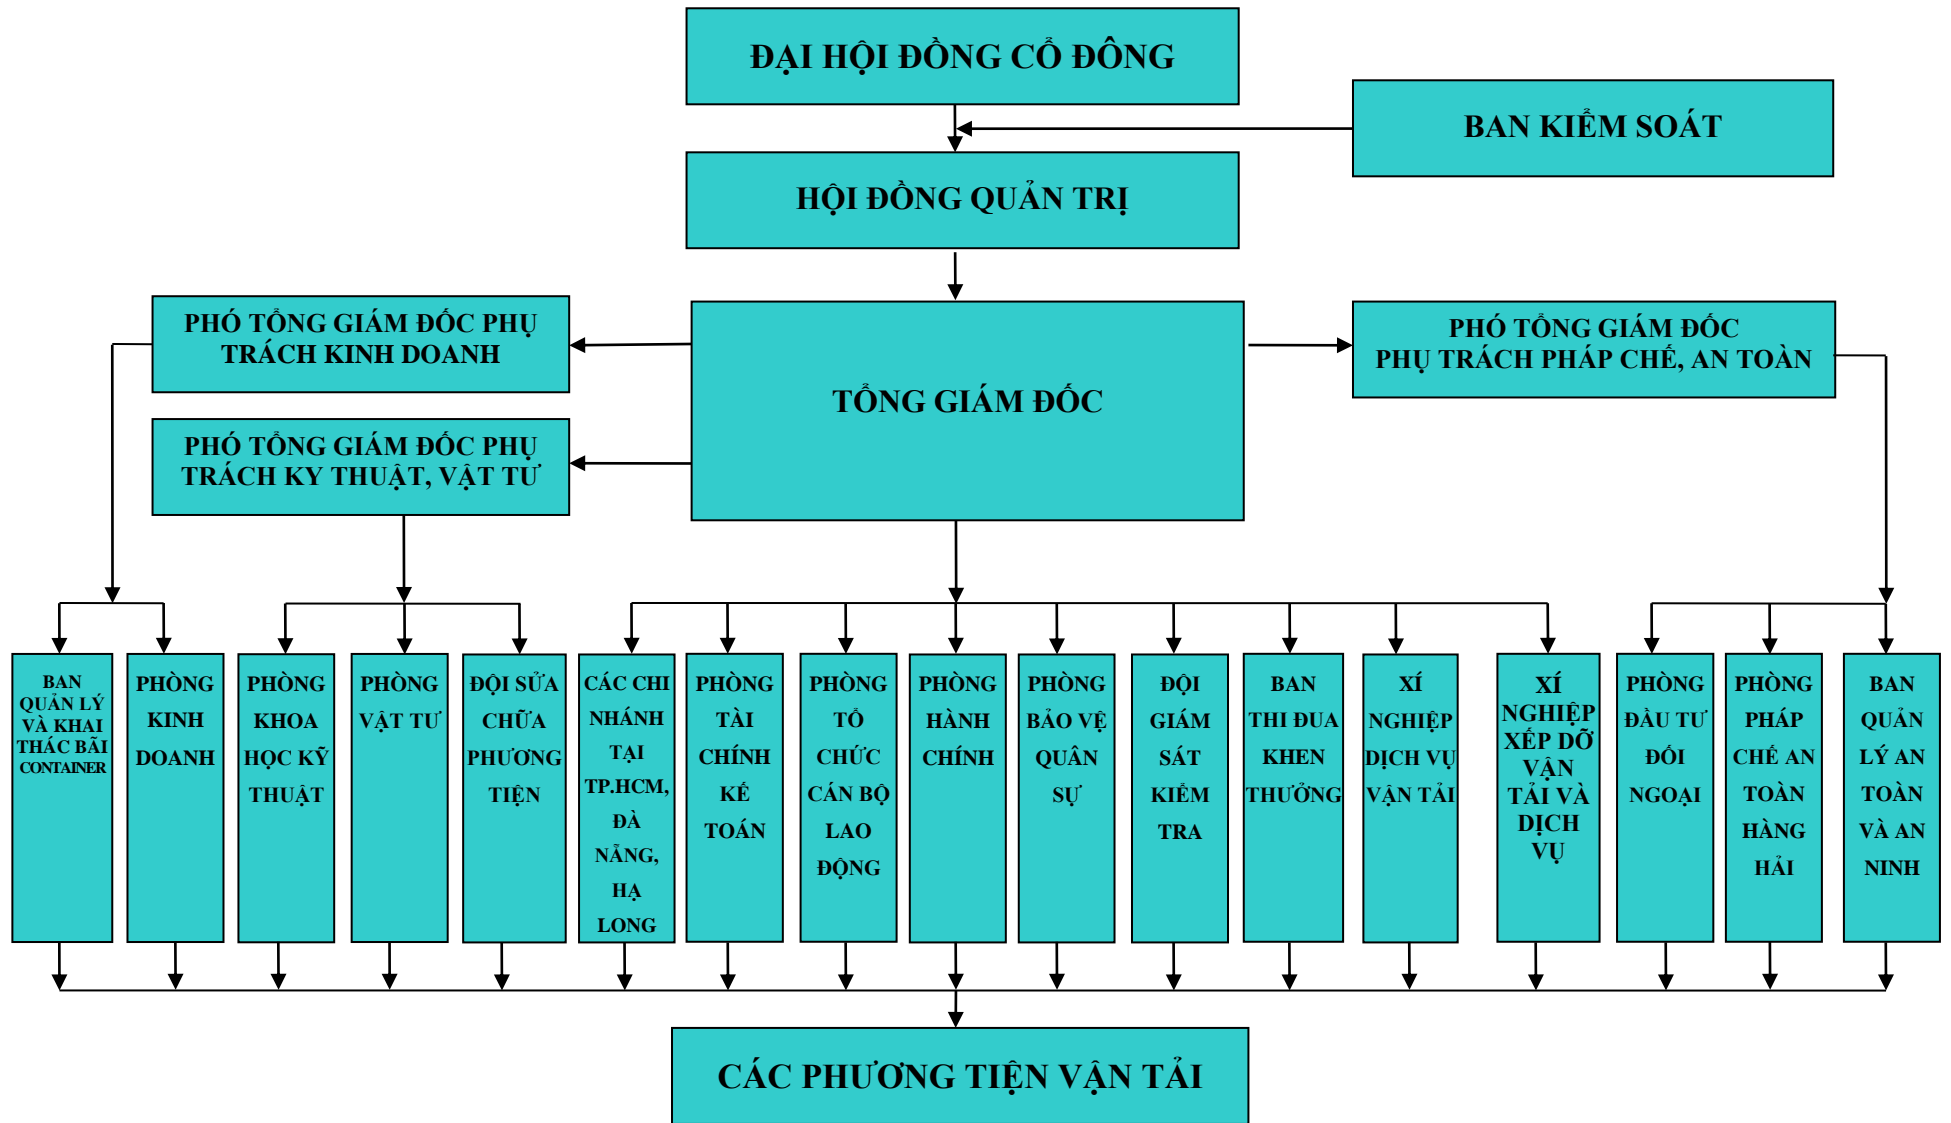 ĐẠI HỘI ĐỒNG CỔ ĐÔNG
BAN KIỂM SOÁT
HỘI ĐỒNG QUẢN TRỊ
PHÓ TỔNG GIÁM ĐỐC PHỤ
TRÁCH KINH DOANH
PHÓ TỔNG GIÁM ĐỐC
PHỤ TRÁCH PHÁP CHẾ, AN TOÀN
TỔNG GIÁM ĐỐC
PHÓ TỔNG GIÁM ĐỐC PHỤ
TRÁCH KY THUẬT, VẬT TƯ
BAN
QUẢN LÝ
VÀ KHAI
THÁC BÃI
CONTAINER
PHÒNG
KINH
DOANH
PHÒNG
KHOA
HỌC KỸ
THUẬT
PHÒNG
VẬT TƯ
ĐỘI SỬA
CHỮA
PHƯƠNG
TIỆN
CÁC CHI
NHÁNH
TẠI
TP.HCM,
ĐÀ
NẴNG,
HẠ
LONG
PHÒNG
TÀI
CHÍNH
KẾ
TOÁN
PHÒNG
TỔ
CHỨC
CÁN BỘ
LAO
ĐỘNG
PHÒNG
HÀNH
CHÍNH
PHÒNG
BẢO VỆ
QUÂN
SỰ
ĐỘI
GIÁM
SÁT
KIỂM
TRA
BAN
THI ĐUA
KHEN
THƯỞNG
XÍ
NGHIỆP
DỊCH VỤ
VẬN TẢI
XÍ
NGHIỆP
XẾP DỠ
VẬN
TẢI VÀ
DỊCH
VỤ
PHÒNG
ĐẦU TƯ
ĐỐI
NGOẠI
PHÒNG
PHÁP
CHẾ AN
TOÀN
HÀNG
HẢI
BAN
QUẢN
LÝ AN
TOÀN
VÀ AN
NINH
CÁC PHƯƠNG TIỆN VẬN TẢI